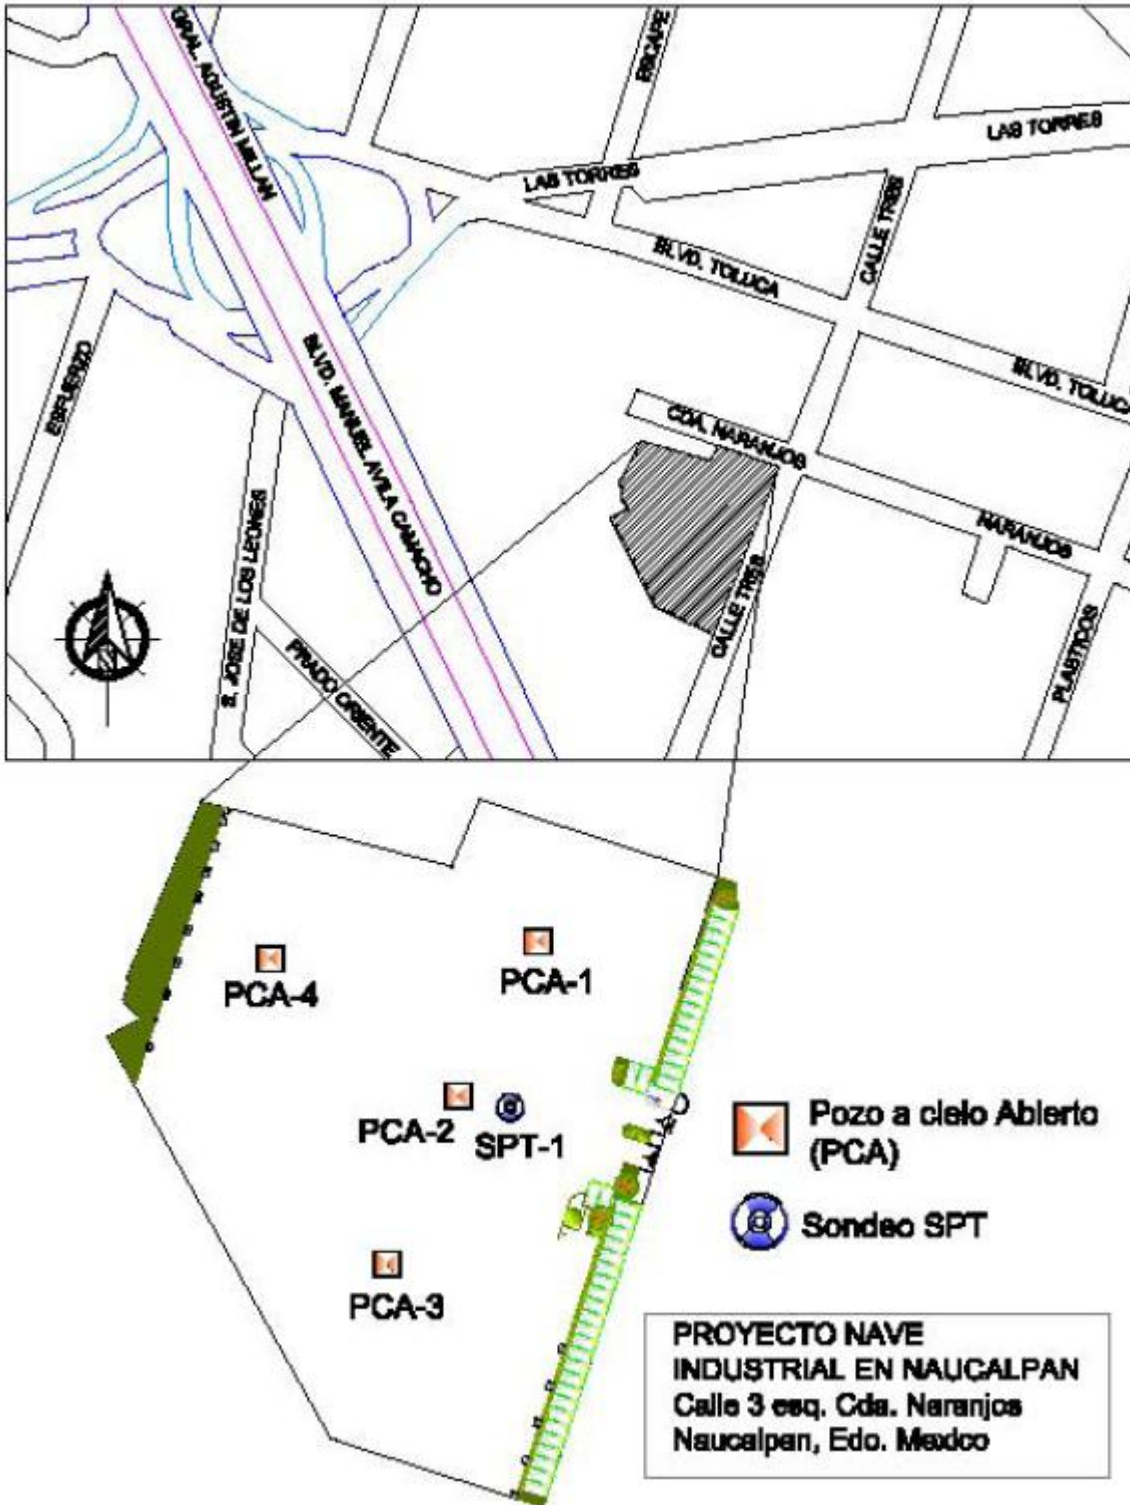 GRAL. AGUSTIN MILLAN
ESCAPE
LAS TORRES
LAS TORRES
CALLE TRES
BLVD. TOLUCA
BLVD. TOLUCA
ESFUERZO
BLVD. MANUEL AVILA CAMACHO
CDA. NARANJOS
NARANJOS
S. JOSE DE LOS LEONES
PRADO ORIENTE
CALLE TRES
PLASTICOS
PCA-4
PCA-1
PCA-2
SPT-1
PCA-3
Pozo a cielo Abierto
(PCA)
Sondeo SPT
PROYECTO NAVE
INDUSTRIAL EN NAUCALPAN
Calle 3 esq. Cda. Naranjos
Naucalpan, Edo. Mexico